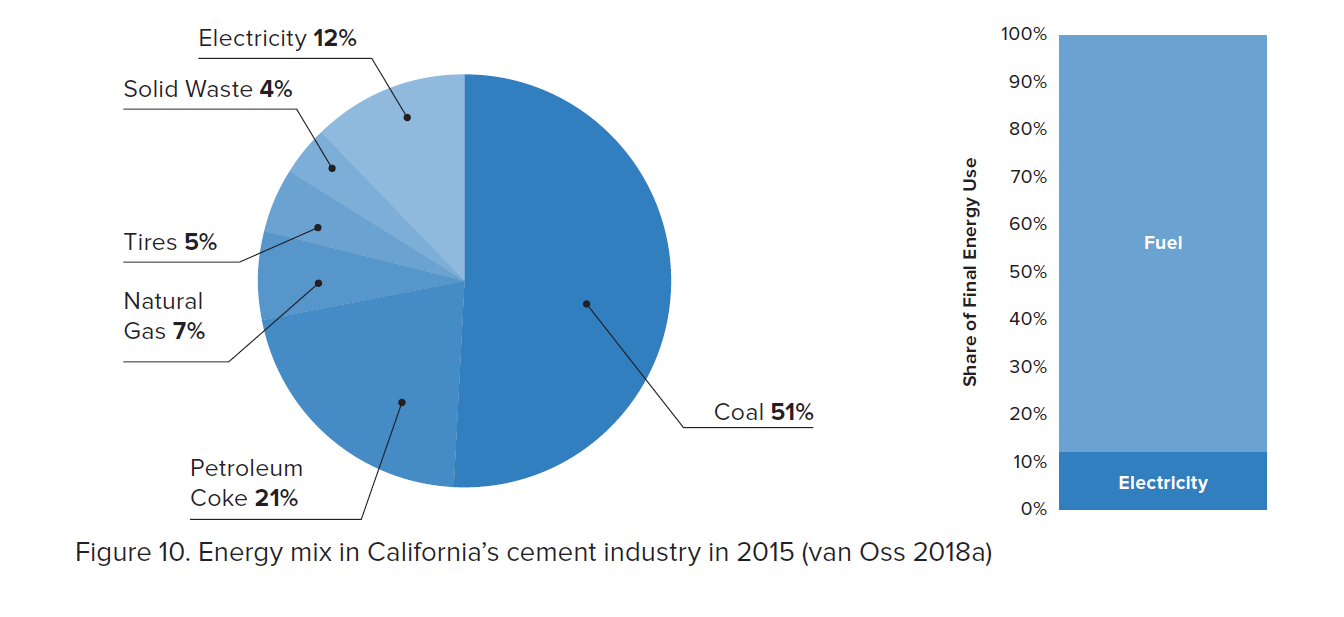 Electricity 12%
Solid Waste 4%
Tires 5%
Natural
Gas 7%
Petroleum
Coke 21%
Coal 51%
Share of Final Energy Use
100%
90%
80%
70%
60%
50%
40%
30%
20%
10%
0%
Fuel
Electricity
Figure 10. Energy mix in California’s cement industry in 2015 (van Oss 2018a)